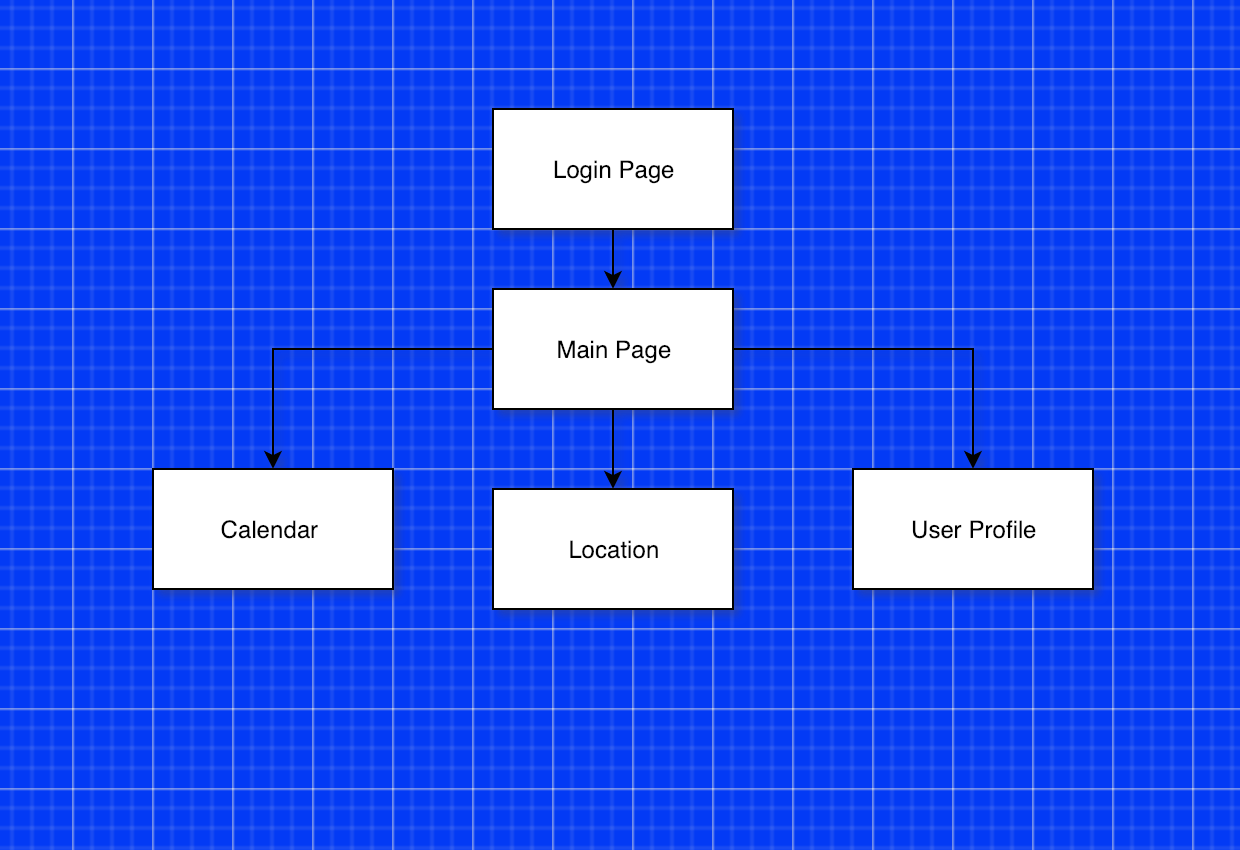 Login Page
Main Page
Calendar
Location
User Profile